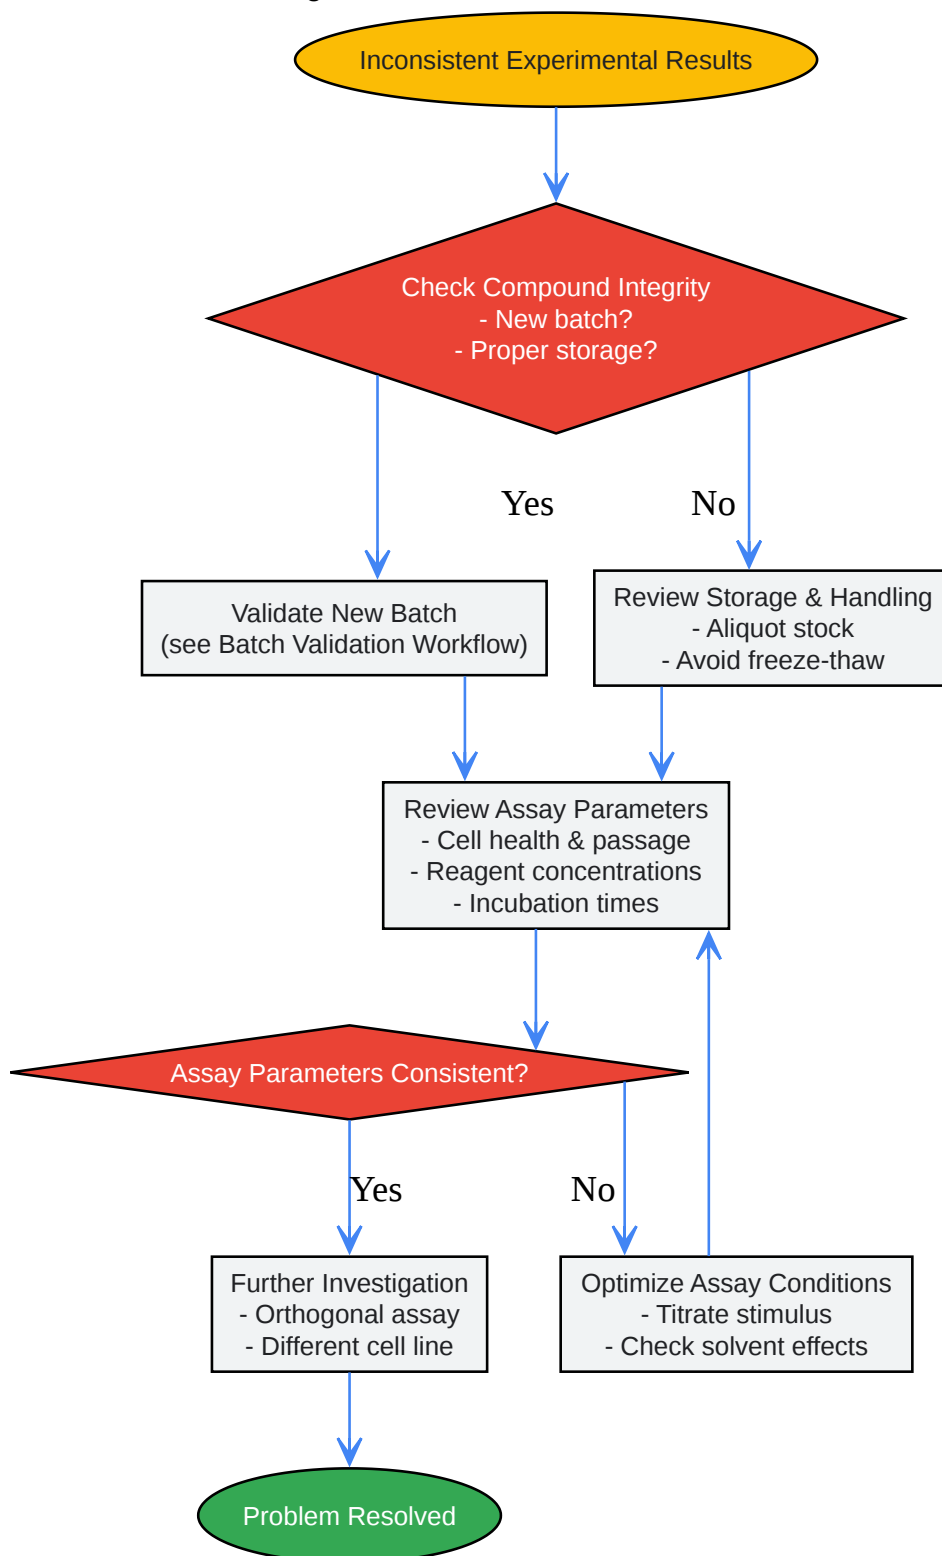 Inconsistent Experimental Results
Check Compound Integrity
- New batch?
- Proper storage?
Yes
No
Validate New Batch
(see Batch Validation Workflow)
Review Storage & Handling
- Aliquot stock
- Avoid freeze-thaw
Review Assay Parameters
- Cell health & passage
- Reagent concentrations
- Incubation times
Assay Parameters Consistent?
Yes
No
Further Investigation
- Orthogonal assay
- Different cell line
Optimize Assay Conditions
- Titrate stimulus
- Check solvent effects
Problem Resolved